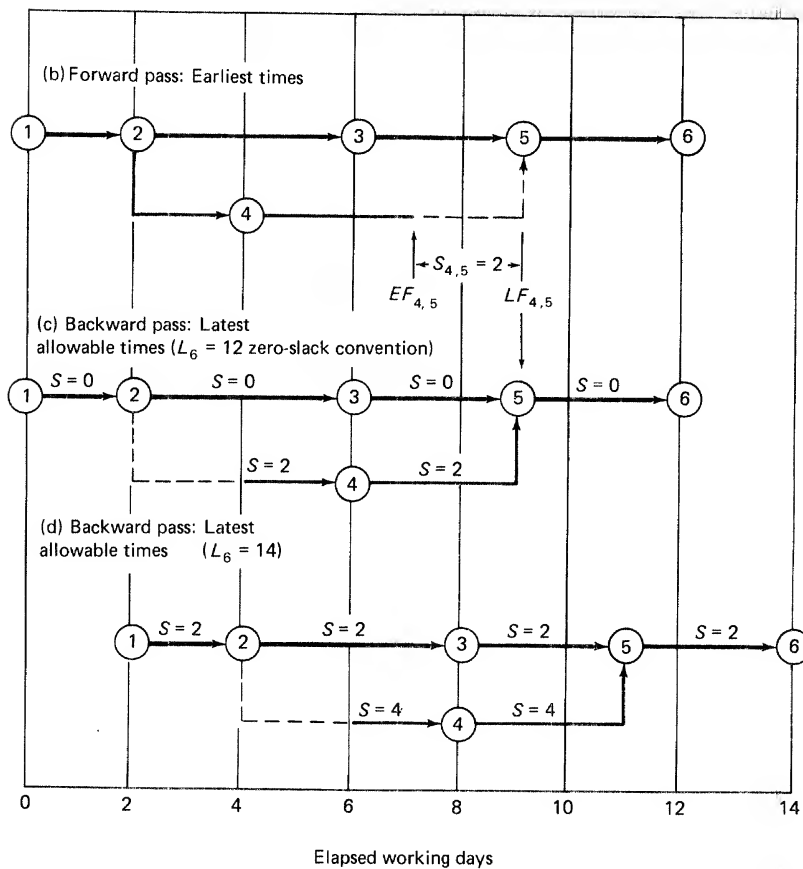 (b) Forward pass: Earliest times
1 2 3 5 6
4
S4,5 = 2
EF4,5 LF4,5
(c) Backward pass: Latest
allowable times (L6 = 12 zero-slack convention)
S = 0 S = 0 S = 0 S = 0
1 2 3 5 6
S = 2 S = 2
4
(d) Backward pass: Latest
allowable times (L6 = 14)
S = 2 S = 2 S = 2 S = 2
1 2 3 5 6
S = 4 S = 4
4
0 2 4 6 8 10 12 14
Elapsed working days